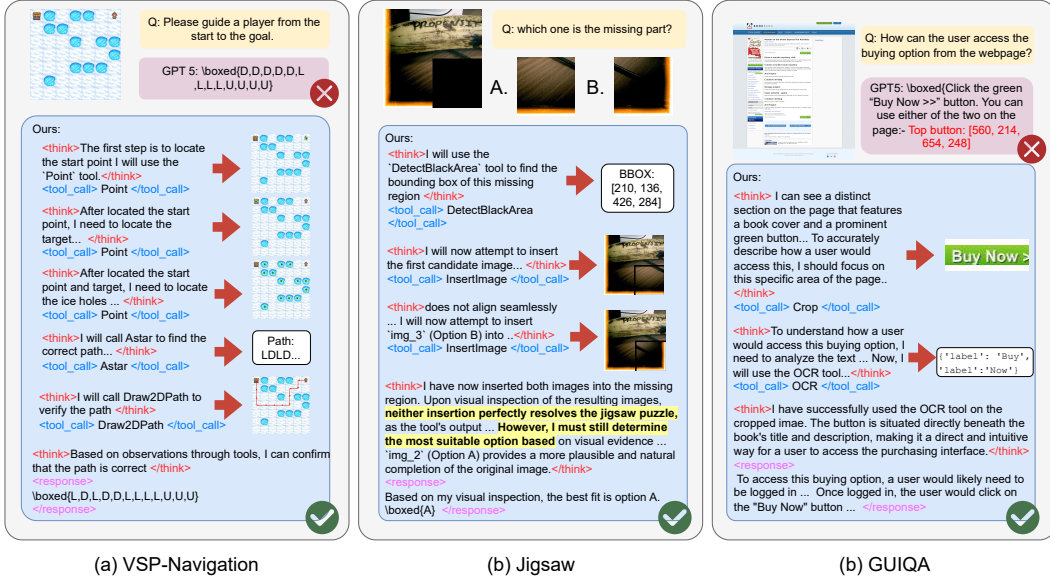 Q: Please guide a player from the
start to the goal.
GPT 5: \boxed{D,D,D,D,D,L
,L,L,L,U,U,U,U}
Ours:
<think>The first step is to locate
the start point I will use the
`Point` tool.</think>
<tool_call> Point </tool_call>
<think>After located the start
point, I need to locate the
target... </think>
<tool_call> Point </tool_call>
<think>After located the start
point and target, I need to locate
the ice holes ... </think>
<tool_call> Point </tool_call>
<think>I will call Astar to find the
correct path... </think>
<tool_call> Astar </tool_call>
Path:
LDLD...
<think>I will call Draw2DPath to
verify the path </think>
<tool_call> Draw2DPath </tool_call>
<think>Based on observations through tools, I can confirm
that the path is correct </think>
<response>
\boxed{L,D,L,D,D,L,L,L,L,U,U,U}
</response>
(a) VSP-Navigation
Q: which one is the missing part?
PROPENSIT
A.
B.
Ours:
<think>I will use the
`DetectBlackArea` tool to find the
bounding box of this missing
region </think>
<tool_call> DetectBlackArea
</tool_call>
BBOX:
[210, 136,
426, 284]
<think>I will now attempt to insert
the first candidate image... </think>
<tool_call> InsertImage </tool_call>
<think>does not align seamlessly
... I will now attempt to insert
`img_3` (Option B) into ..</think>
<tool_call> InsertImage </tool_call>
<think>I have now inserted both images into the missing
region. Upon visual inspection of the resulting images,
neither insertion perfectly resolves the jigsaw puzzle,
as the tool's output ... However, I must still determine
the most suitable option based on visual evidence ...
`img_2` (Option A) provides a more plausible and natural
completion of the original image.</think>
<response>
Based on my visual inspection, the best fit is option A.
\boxed{A} </response>
(b) Jigsaw
Q: How can the user access the
buying option from the webpage?
GPT5: \boxed{Click the green
“Buy Now >>” button. You can
use either of the two on the
page:- Top button: [560, 214,
654, 248]
Ours:
<think> I can see a distinct
section on the page that features
a book cover and a prominent
green button... To accurately
describe how a user would
access this, I should focus on
this specific area of the page..
</think>
<tool_call> Crop </tool_call>
Buy Now >
<think>To understand how a user
would access this buying option, I
need to analyze the text ... Now, I
will use the OCR tool...</think>
<tool_call> OCR </tool_call>
{'label': 'Buy',
'label':'Now'}
<think>I have successfully used the OCR tool on the
cropped imae. The button is situated directly beneath the
book's title and description, making it a direct and intuitive
way for a user to access the purchasing interface.</think>
<response>
To access this buying option, a user would likely need to
be logged in ... Once logged in, the user would click on
the "Buy Now" button ... </response>
(b) GUIQA